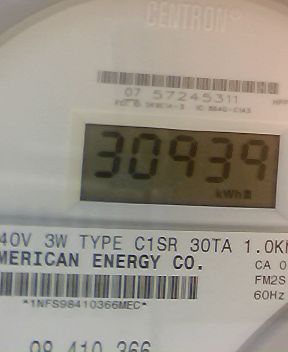 CENTRON®
07 57245311
30939
kWh
40V 3W TYPE C1SR 30TA 1.0K
MERICAN ENERGY CO.
CA 0
FM2S
60Hz
*1NFS98410366MEC*
98 410 366